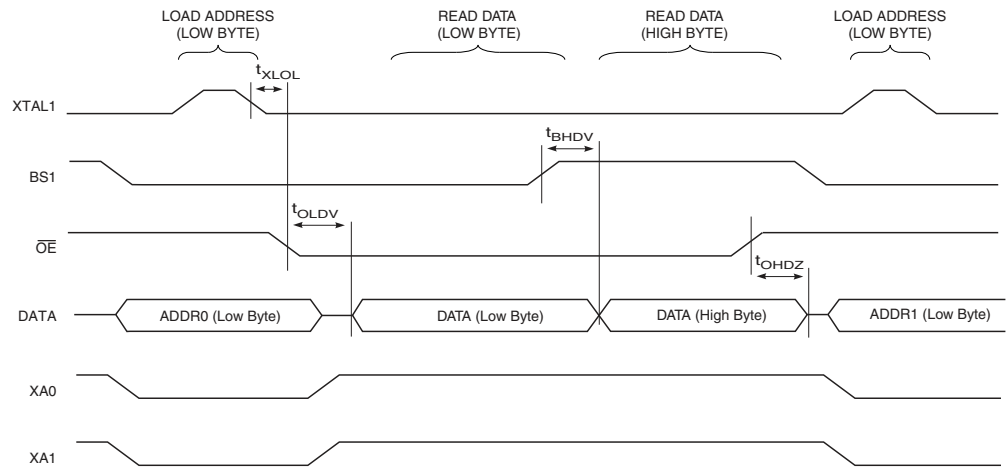 LOAD ADDRESS
(LOW BYTE)
READ DATA
(LOW BYTE)
READ DATA
(HIGH BYTE)
LOAD ADDRESS
(LOW BYTE)
tXLOL
XTAL1
tBHDV
BS1
tOLDV
OE
tOHDZ
DATA
ADDR0 (Low Byte)
DATA (Low Byte)
DATA (High Byte)
ADDR1 (Low Byte)
XA0
XA1